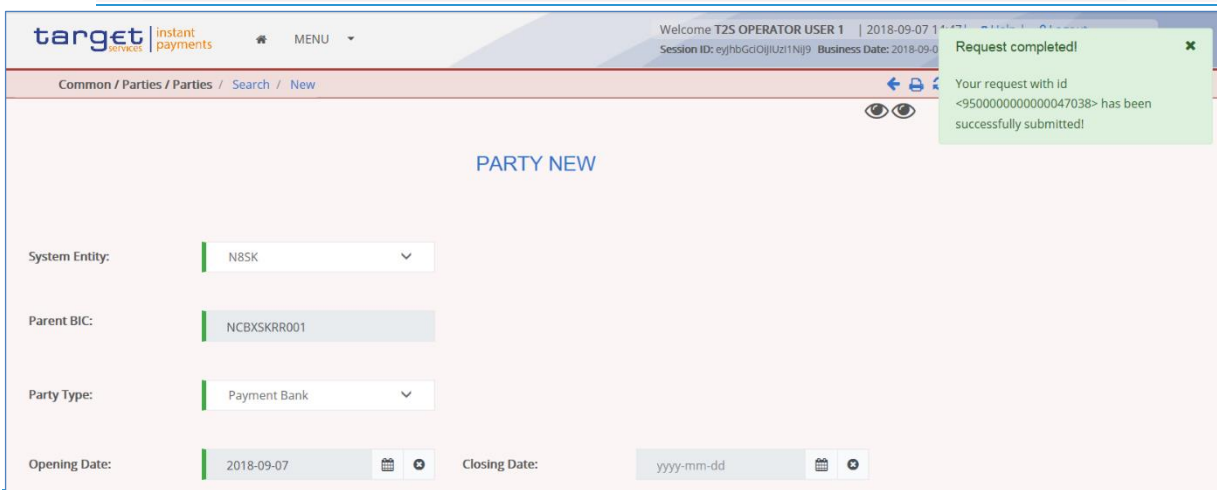 target services instant payments
MENU
Welcome T2S OPERATOR USER 1 | 2018-09-07
Session ID: eyJhbGciOiJIUzI1NiJ9 Business Date: 2018-09-0
Request completed!
Your request with id
<9500000000000047038> has been
successfully submitted!
Common / Parties / Parties / Search / New
PARTY NEW
System Entity: N8SK
Parent BIC: NCBXSKRR001
Party Type: Payment Bank
Opening Date: 2018-09-07 Closing Date: yyyy-mm-dd